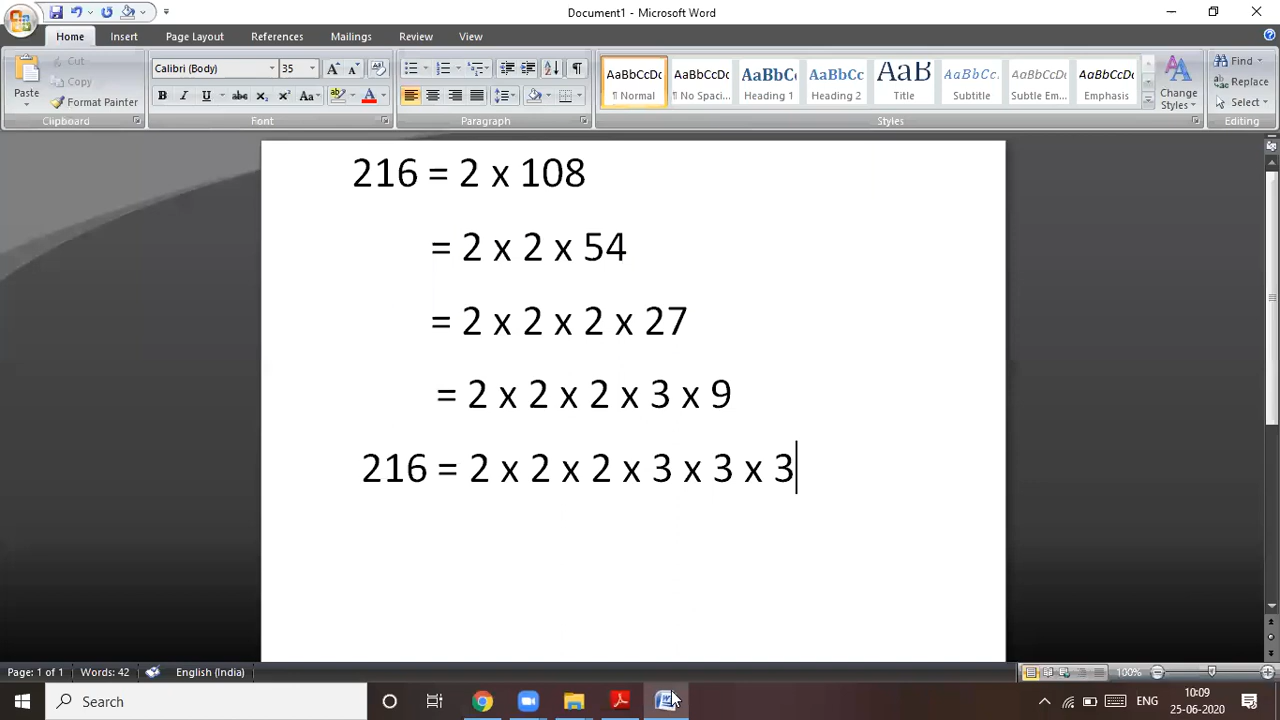 Document1 - Microsoft Word
Home Insert Page Layout References Mailings Review View
Paste
Cut
Copy
Format Painter
Clipboard
Calibri (Body) 35
Font
Paragraph
AaBbCcDc ¶ Normal
AaBbCcDc ¶ No Spaci...
AaBbCc Heading 1
AaBbCc Heading 2
AaB Title
AaBbCc. Subtitle
AaBbCcDc Subtle Em...
AaBbCcDc Emphasis
Change Styles
Styles
Find
Replace
Select
Editing
216 = 2 x 108
= 2 x 2 x 54
= 2 x 2 x 2 x 27
= 2 x 2 x 2 x 3 x 9
216 = 2 x 2 x 2 x 3 x 3 x 3
Page: 1 of 1 Words: 42 English (India) 100%
Search
ENG
10:09
25-06-2020